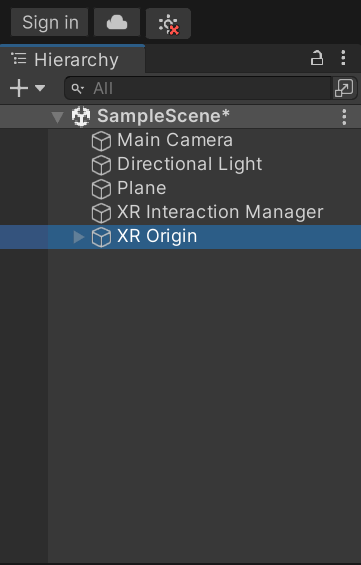 Sign in
Hierarchy
All
SampleScene*
Main Camera
Directional Light
Plane
XR Interaction Manager
XR Origin